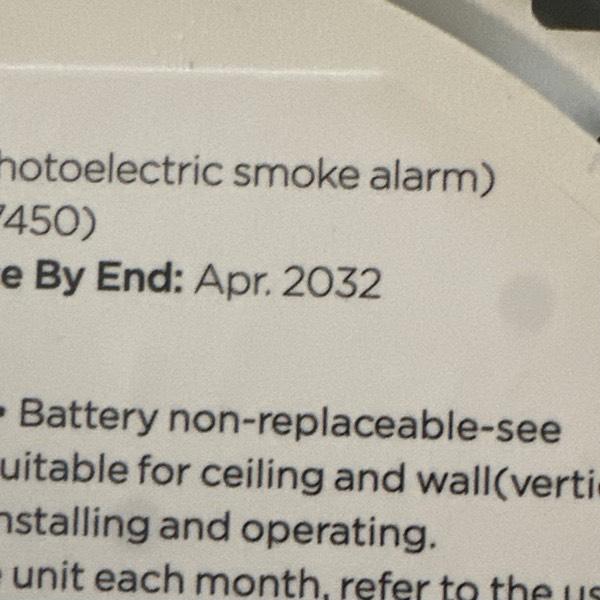 hotoelectric smoke alarm)
7450)
e By End: Apr. 2032
• Battery non-replaceable-see
uitable for ceiling and wall(verti
nstalling and operating.
unit each month, refer to the us